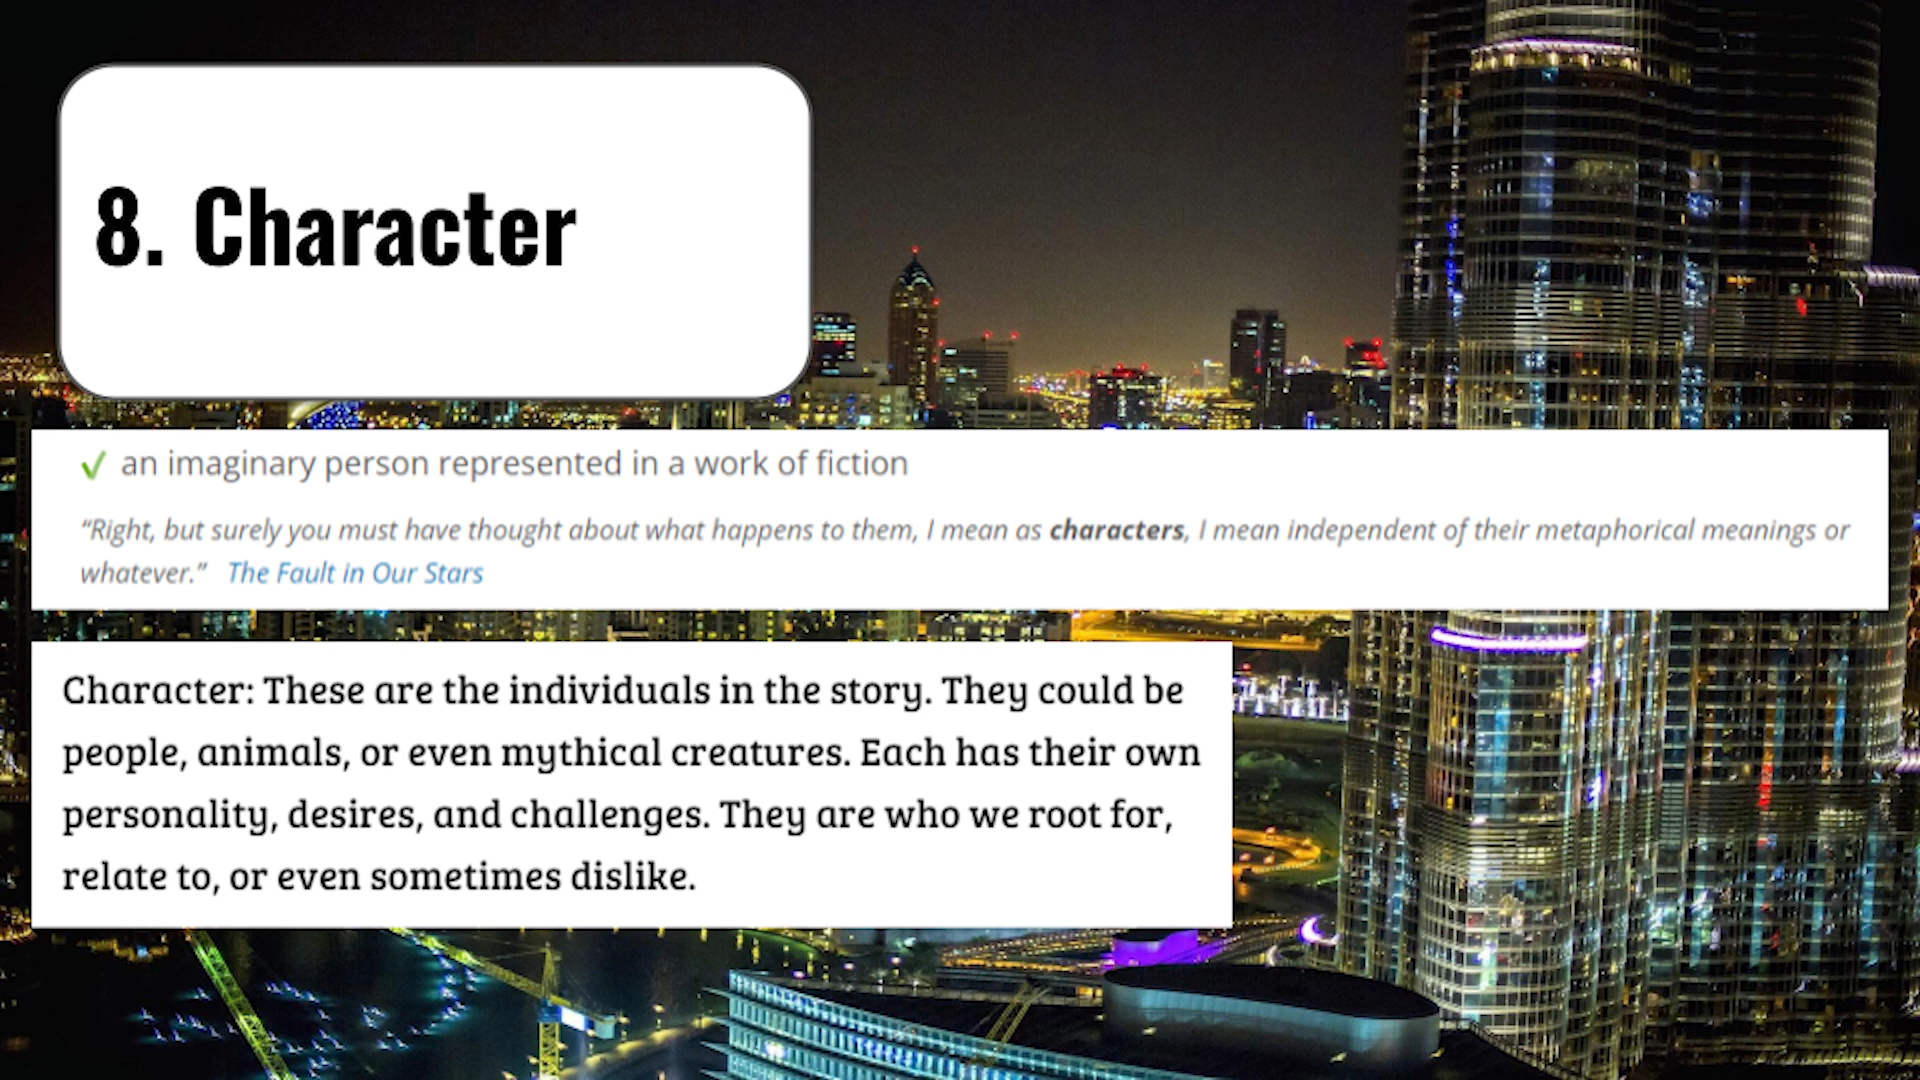 8. Character
an imaginary person represented in a work of fiction
“Right, but surely you must have thought about what happens to them, I mean as characters, I mean independent of their metaphorical meanings or
whatever.” The Fault in Our Stars
Character: These are the individuals in the story. They could be
people, animals, or even mythical creatures. Each has their own
personality, desires, and challenges. They are who we root for,
relate to, or even sometimes dislike.